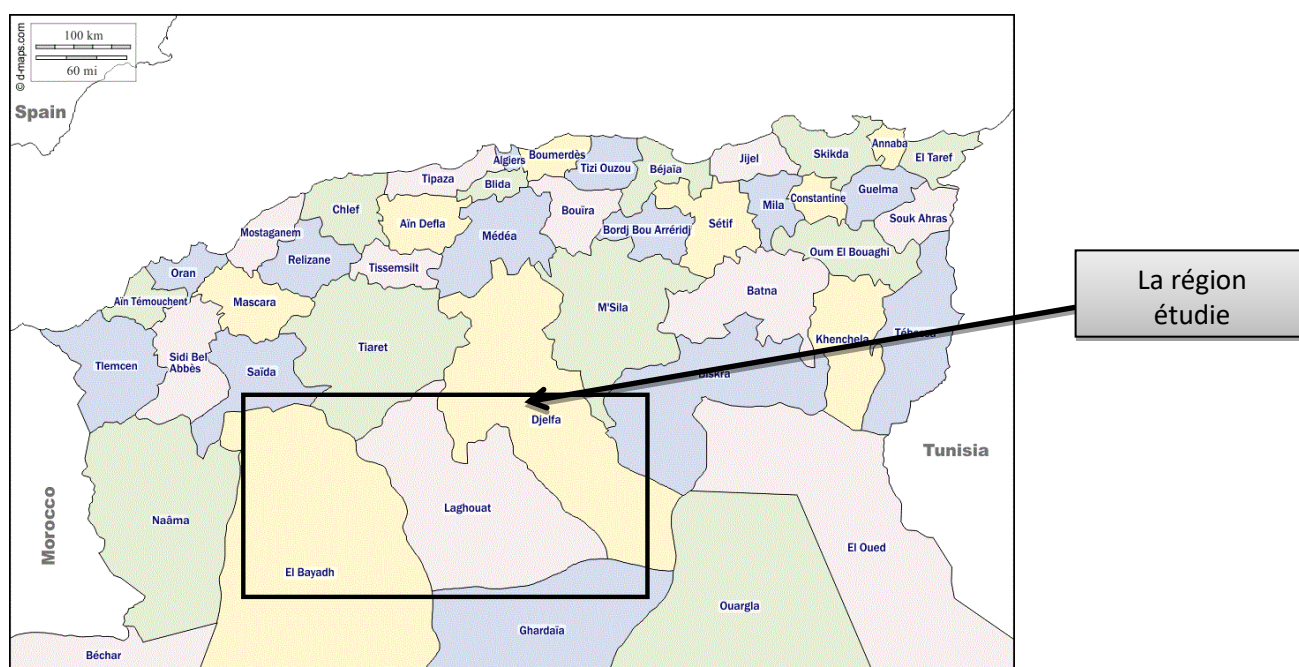 100 km
60 mi
© d-maps.com
Spain
Annaba
Skikda
El Taref
Jijel
Boumerdès
Algiers
Tizi Ouzou
Béjaïa
Tipaza
Blida
Guelma
Mila
Constantine
Chlef
Bouïra
Souk Ahras
Aïn Defla
Sétif
Mostaganem
Médéa
Bordj Bou Arréridj
Oum El Bouaghi
Relizane
Tissemsilt
Oran
La région
étudie
Batna
Aïn Témouchent
Mascara
M'Sila
Khenchela
Tébessa
Tiaret
Sidi Bel
Abbès
Tlemcen
Saïda
Biskra
Djelfa
Tunisia
Laghouat
Naâma
Morocco
El Oued
El Bayadh
Ouargla
Ghardaïa
Béchar